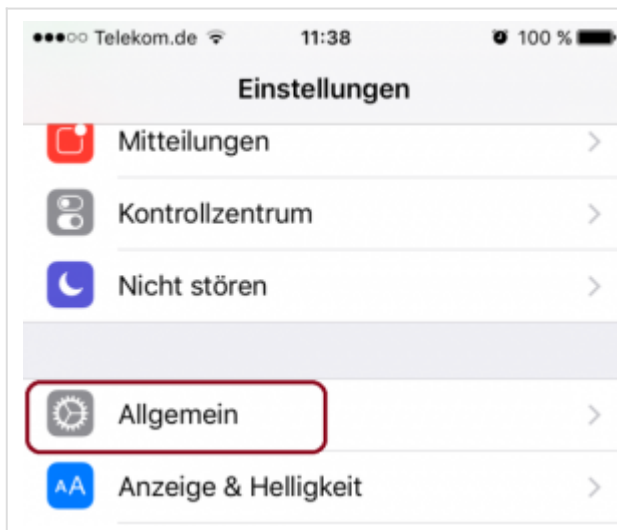 Telekom.de 11:38 100 %
Einstellungen
Mitteilungen
Kontrollzentrum
Nicht stören
Allgemein
AA Anzeige & Helligkeit